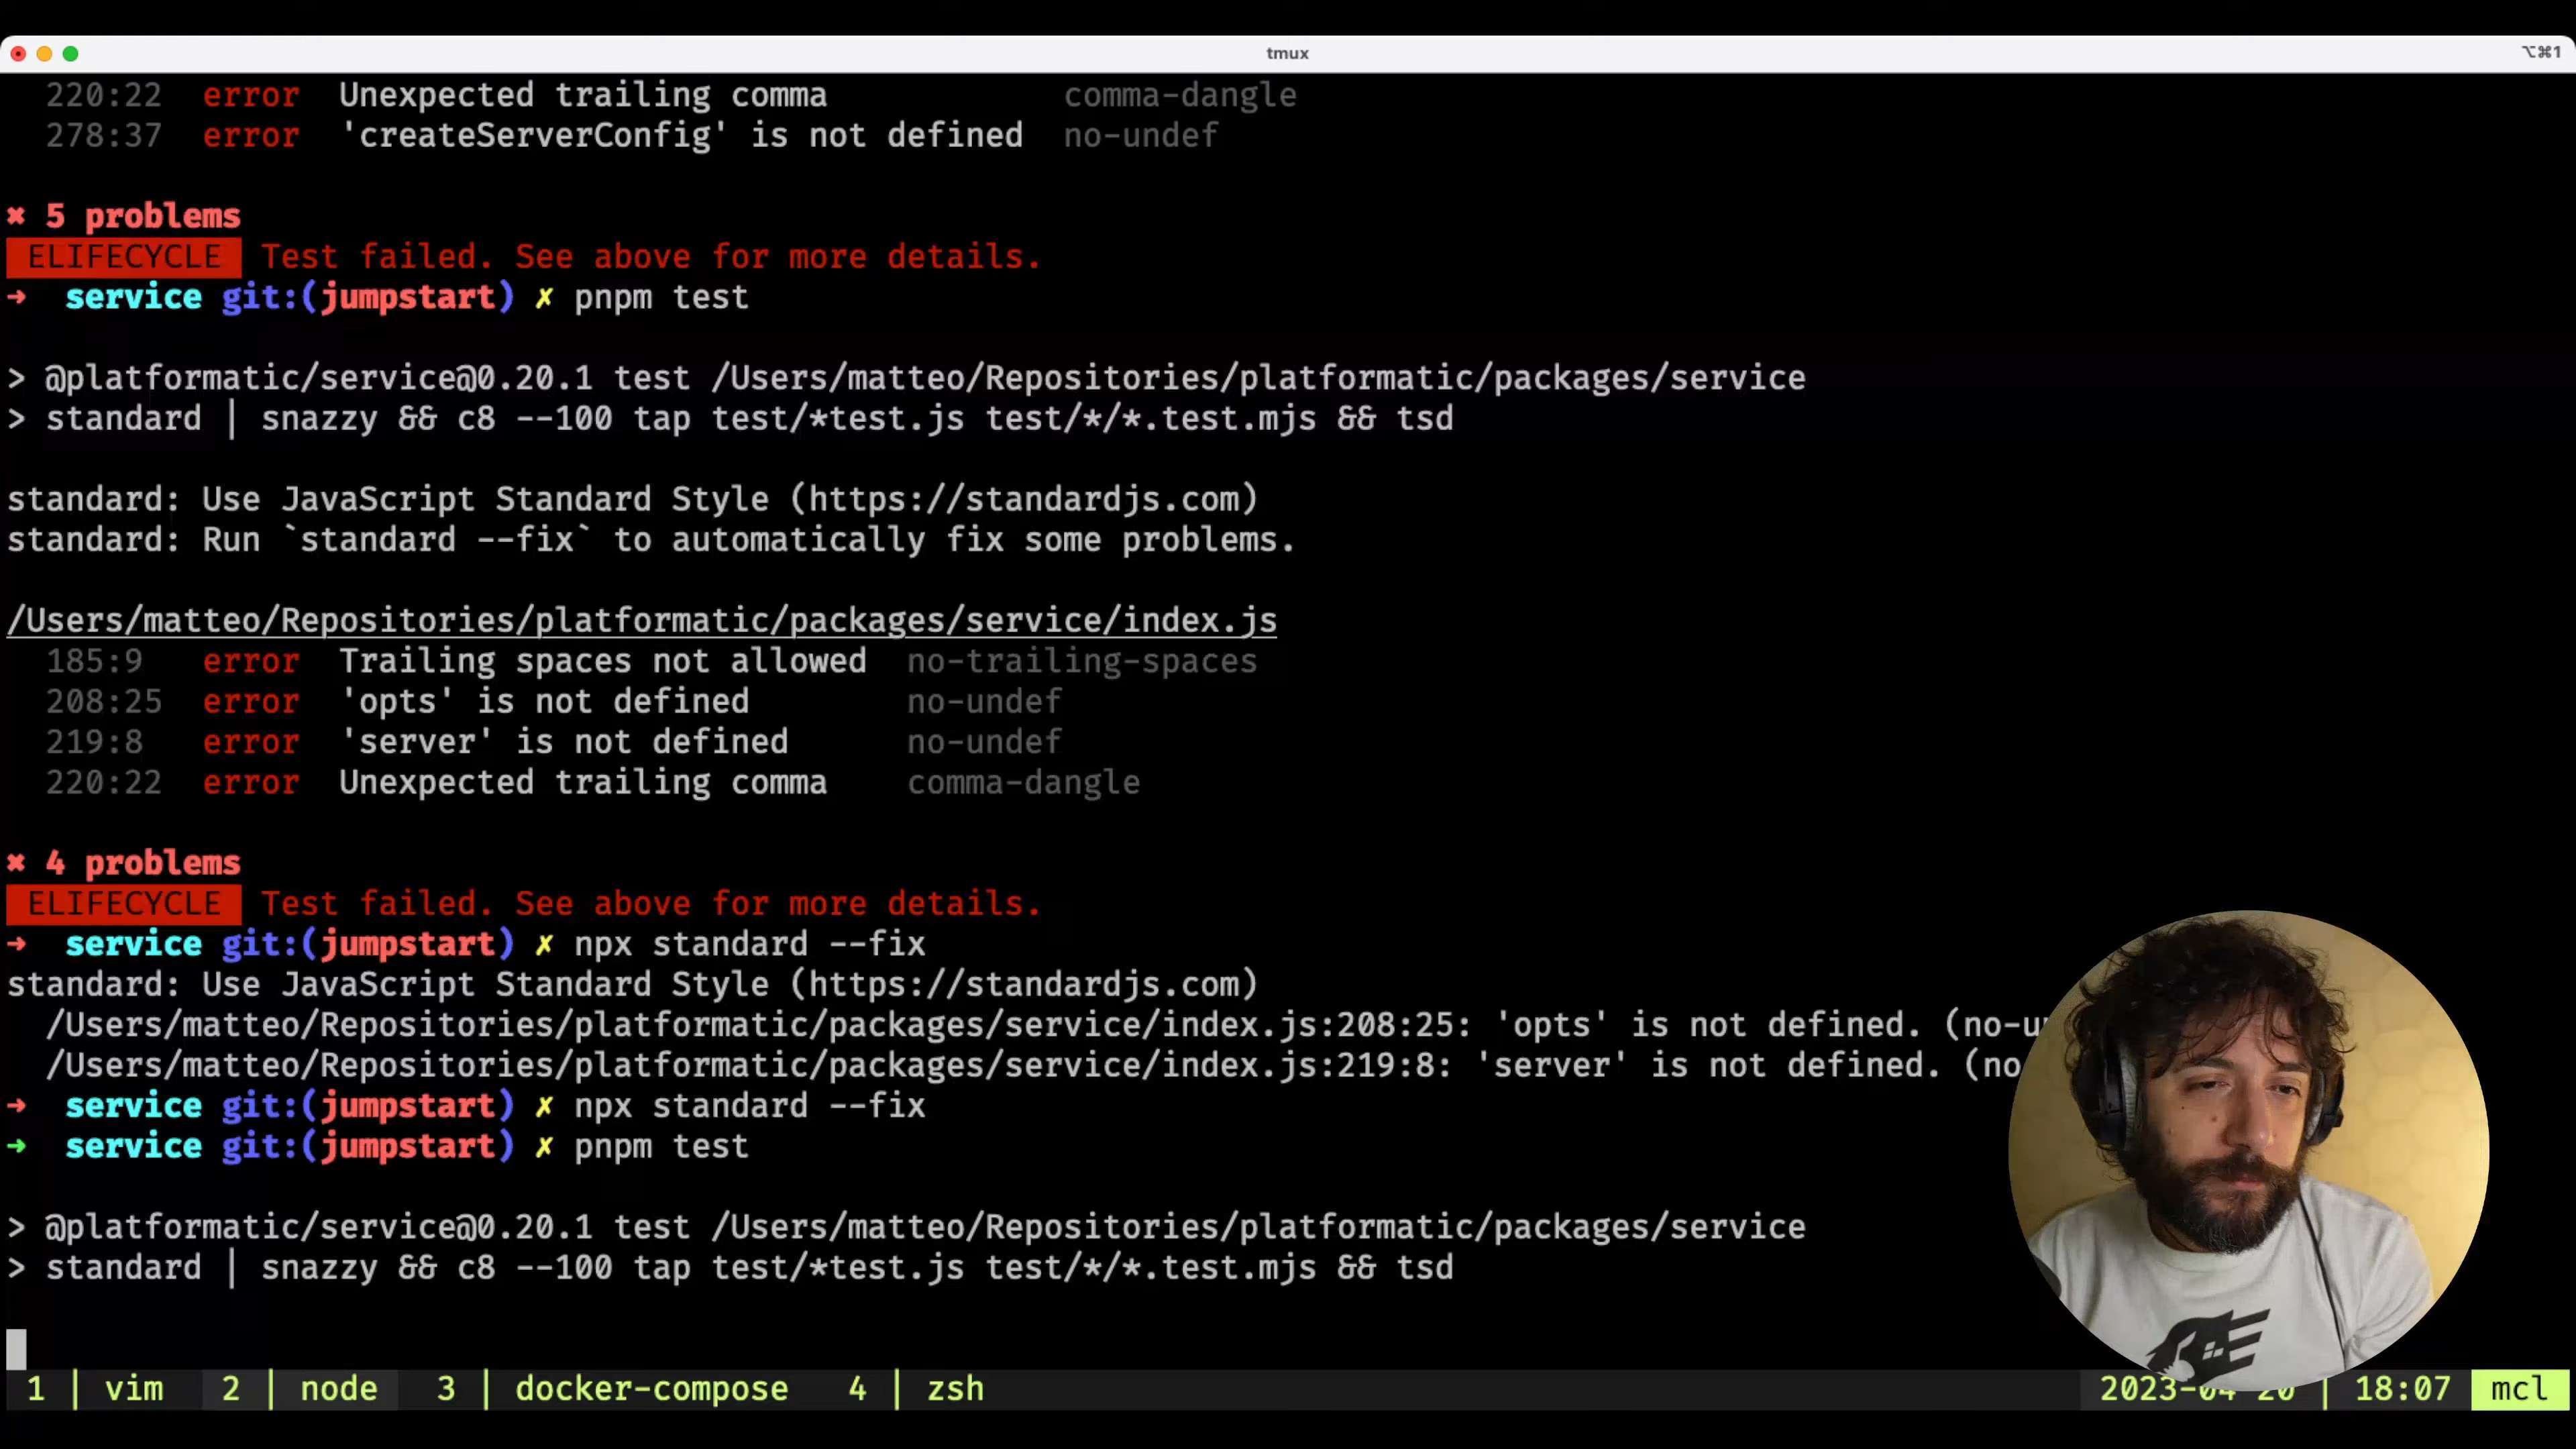 tmux
⌥⌘1
220:22 error Unexpected trailing comma comma-dangle
278:37 error 'createServerConfig' is not defined no-undef
✖ 5 problems
ELIFECYCLE Test failed. See above for more details.
➜ service git:(jumpstart) ✗ pnpm test
> @platformatic/service@0.20.1 test /Users/matteo/Repositories/platformatic/packages/service
> standard | snazzy && c8 --100 tap test/*test.js test/*/*.test.mjs && tsd
standard: Use JavaScript Standard Style (https://standardjs.com)
standard: Run `standard --fix` to automatically fix some problems.
/Users/matteo/Repositories/platformatic/packages/service/index.js
185:9 error Trailing spaces not allowed no-trailing-spaces
208:25 error 'opts' is not defined no-undef
219:8 error 'server' is not defined no-undef
220:22 error Unexpected trailing comma comma-dangle
✖ 4 problems
ELIFECYCLE Test failed. See above for more details.
➜ service git:(jumpstart) ✗ npx standard --fix
standard: Use JavaScript Standard Style (https://standardjs.com)
/Users/matteo/Repositories/platformatic/packages/service/index.js:208:25: 'opts' is not defined. (no-u
/Users/matteo/Repositories/platformatic/packages/service/index.js:219:8: 'server' is not defined. (no
➜ service git:(jumpstart) ✗ npx standard --fix
➜ service git:(jumpstart) ✗ pnpm test
> @platformatic/service@0.20.1 test /Users/matteo/Repositories/platformatic/packages/service
> standard | snazzy && c8 --100 tap test/*test.js test/*/*.test.mjs && tsd
1 | vim 2 | node 3 | docker-compose 4 | zsh 2023-04-20 | 18:07 mcl